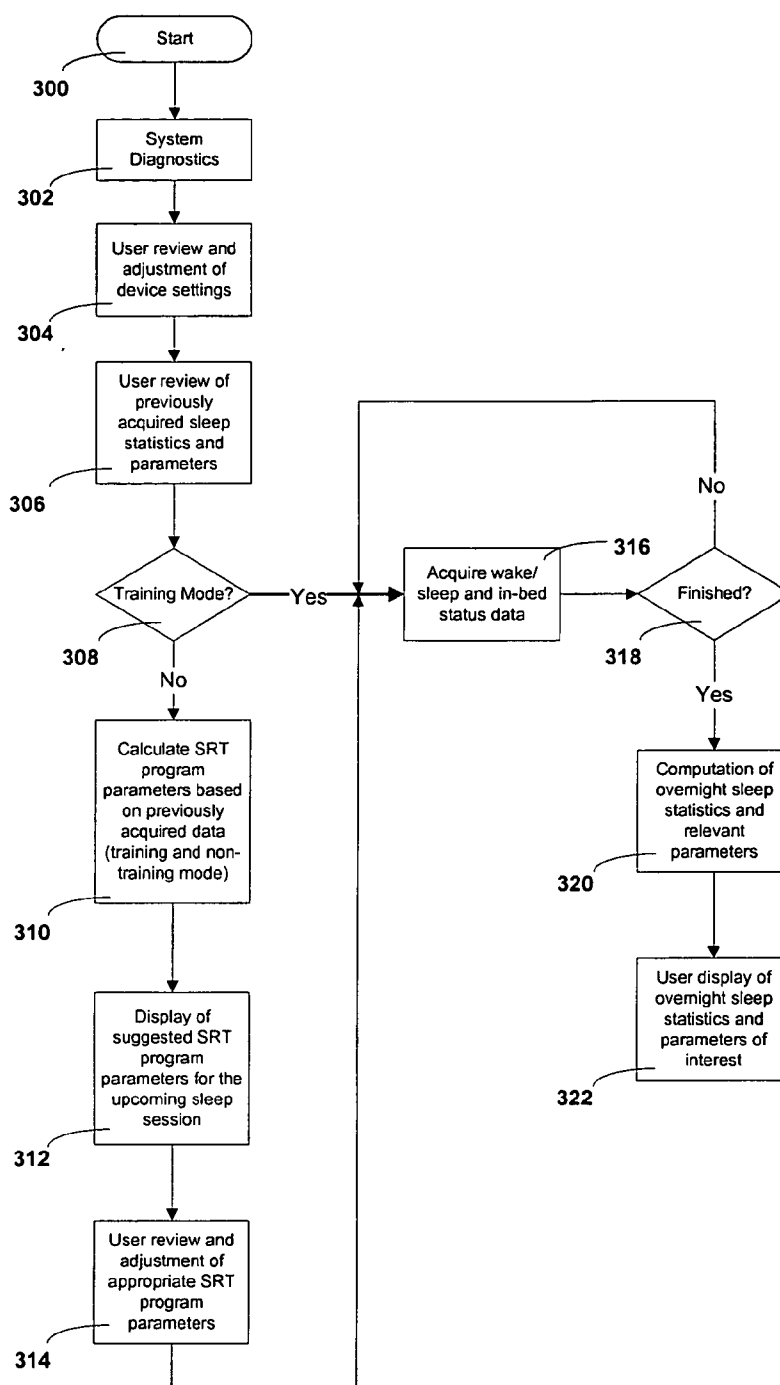 Start
300
System
Diagnostics
302
User review and
adjustment of
device settings
304
User review of
previously
acquired sleep
statistics and
parameters
306
Training Mode?
Yes
308
No
Calculate SRT
program
parameters based
on previously
acquired data
(training and non-
training mode)
310
Display of
suggested SRT
program
parameters for the
upcoming sleep
session
312
User review and
adjustment of
appropriate SRT
program
parameters
314
Acquire wake/
sleep and in-bed
status data
316
No
Finished?
318
Yes
Computation of
overnight sleep
statistics and
relevant
parameters
320
User display of
overnight sleep
statistics and
parameters of
interest
322